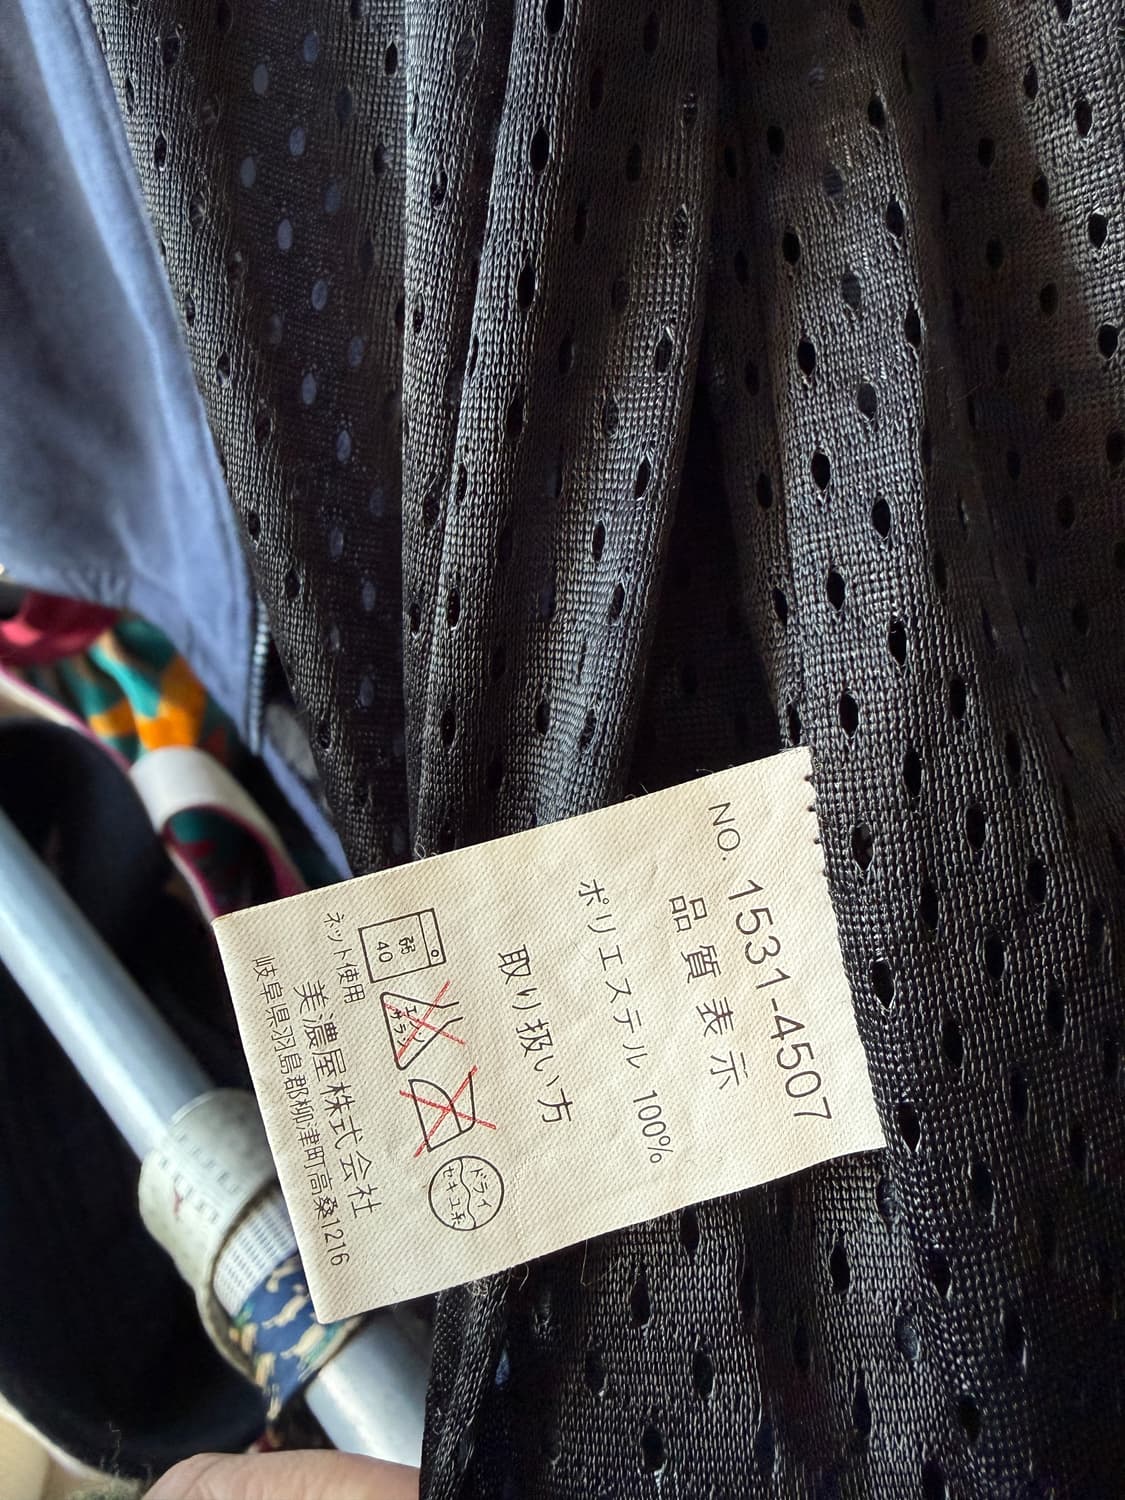 NO. 1531-4507
品質表示
ポリエステル 100%
取り扱い方
弱
40
エンソ
サラシ
ドライ
セキユ系
ネット使用
美濃屋株式会社
岐阜県羽島郡柳津町高桑1216